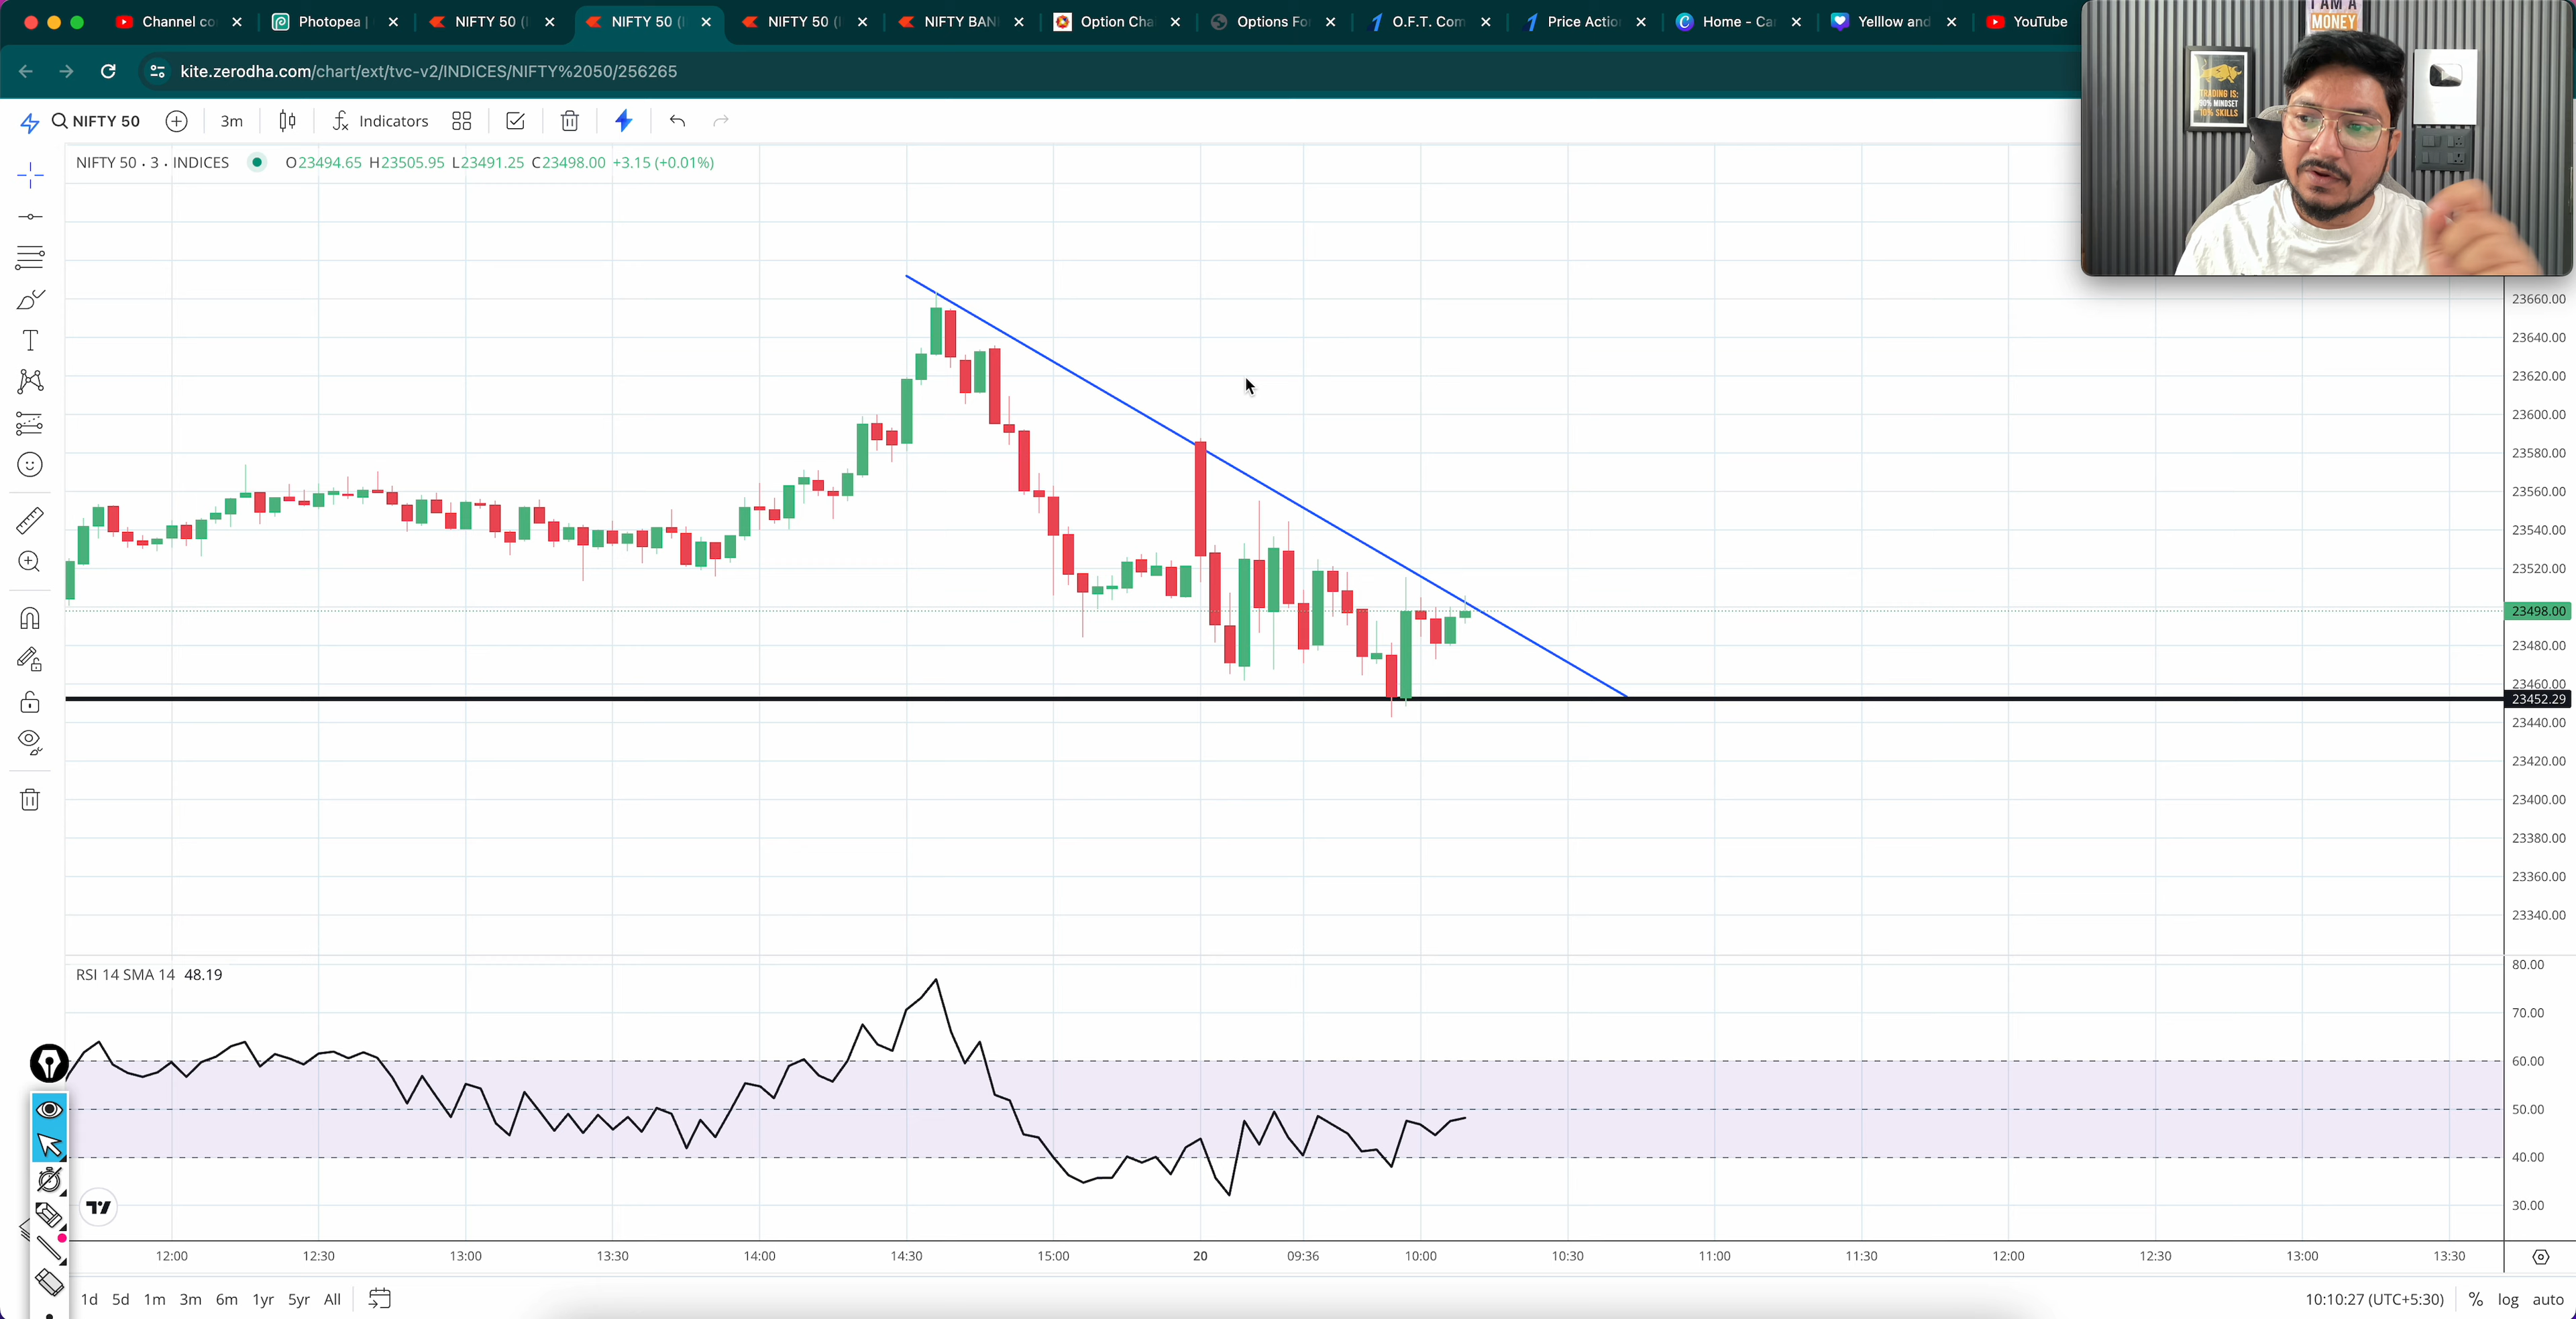 Channel co
Photopea |
NIFTY 50 (
NIFTY 50 (
NIFTY 50 (
NIFTY BAN
Option Cha
Options Fo
O.F.T. Com
Price Actio
Home - Ca
Yelllow and
YouTube
I AM A
MONEY
kite.zerodha.com/chart/ext/tvc-v2/INDICES/NIFTY%2050/256265
TRADING IS:
90% MINDSET
10% SKILLS
NIFTY 50
3m
Indicators
NIFTY 50 · 3 · INDICES O23494.65 H23505.95 L23491.25 C23498.00 +3.15 (+0.01%)
23660.00
23640.00
23620.00
23600.00
23580.00
23560.00
23540.00
23520.00
23498.00
23480.00
23460.00
23452.29
23440.00
23420.00
23400.00
23380.00
23360.00
23340.00
RSI 14 SMA 14 48.19
80.00
70.00
60.00
50.00
40.00
30.00
12:00 12:30 13:00 13:30 14:00 14:30 15:00 20 09:36 10:00 10:30 11:00 11:30 12:00 12:30 13:00 13:30
1d 5d 1m 3m 6m 1yr 5yr All
10:10:27 (UTC+5:30) % log auto